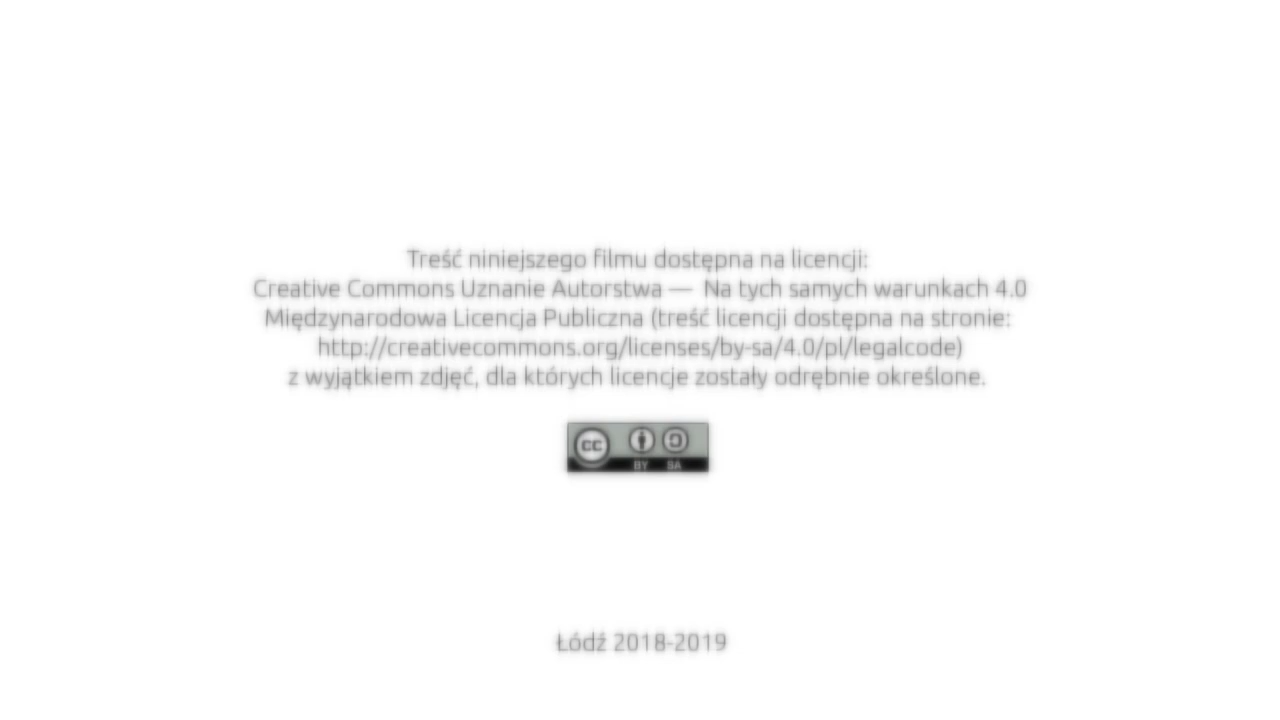 Treść niniejszego filmu dostępna na licencji:
Creative Commons Uznanie Autorstwa — Na tych samych warunkach 4.0
Międzynarodowa Licencja Publiczna (treść licencji dostępna na stronie:
http://creativecommons.org/licenses/by-sa/4.0/pl/legalcode)
z wyjątkiem zdjęć, dla których licencje zostały odrębnie określone.
cc
BY SA
Łódź 2018-2019